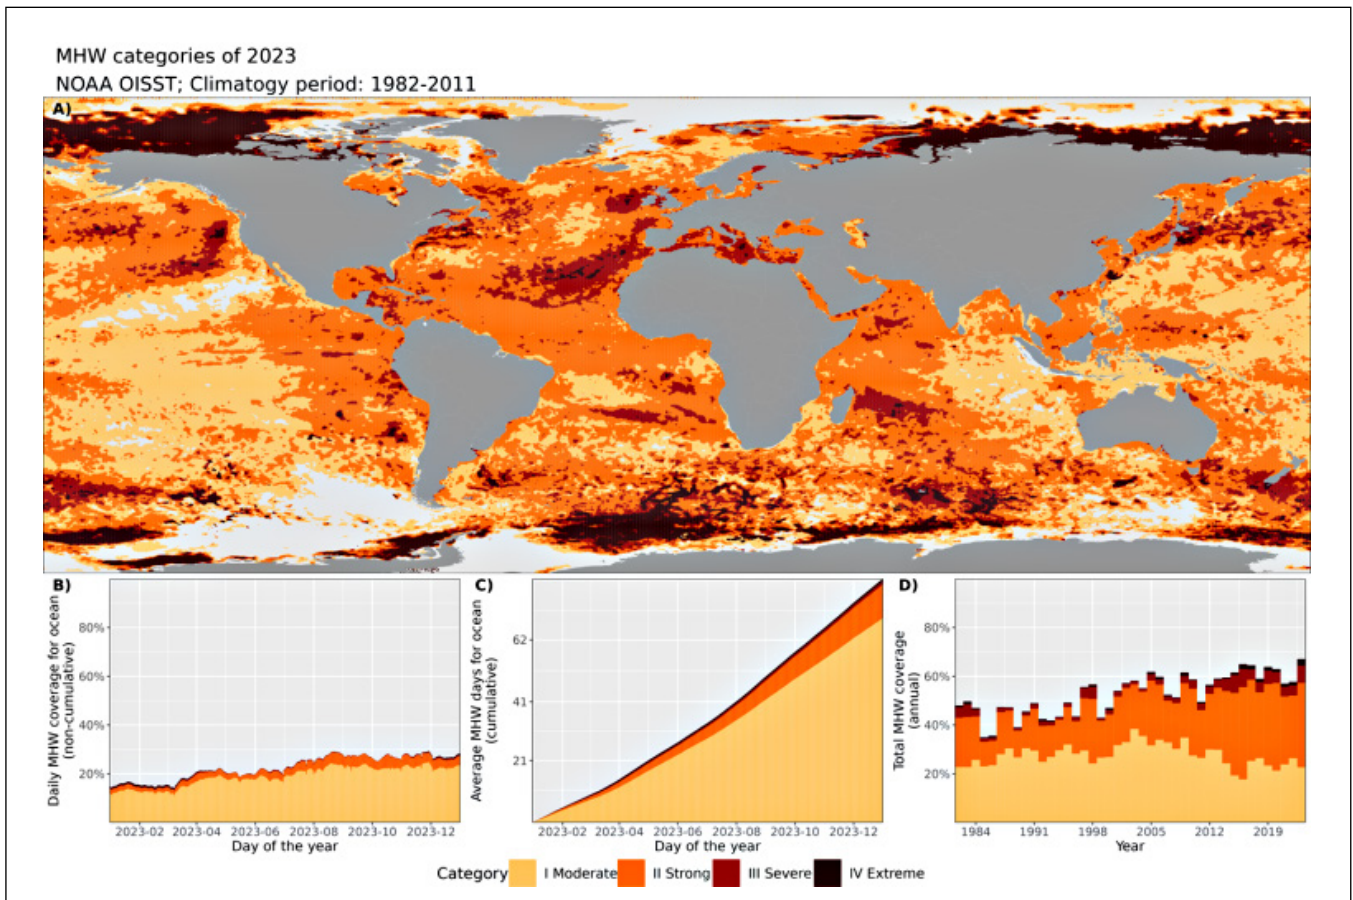 MHW categories of 2023
NOAA OISST; Climatogy period: 1982-2011
A)
B)
Daily MHW coverage for ocean
(non-cumulative)
80%
60%
40%
20%
2023-02 2023-04 2023-06 2023-08 2023-10 2023-12
Day of the year
C)
Average MHW days for ocean
(cumulative)
62
41
21
2023-02 2023-04 2023-06 2023-08 2023-10 2023-12
Day of the year
D)
Total MHW coverage
(annual)
80%
60%
40%
20%
1984 1991 1998 2005 2012 2019
Year
Category I Moderate II Strong III Severe IV Extreme